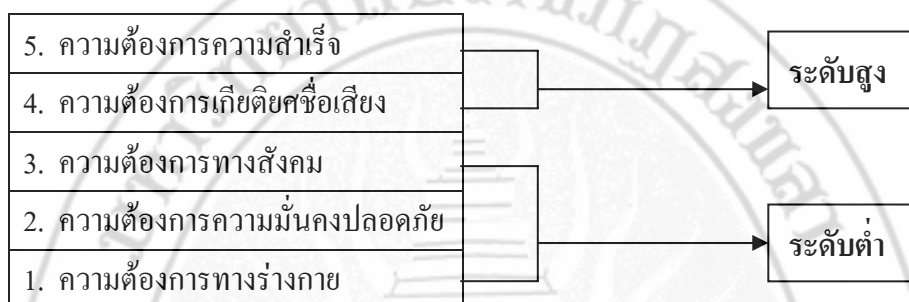 5. ความต้องการความสำเร็จ
4. ความต้องการเกียติยศชื่อเสียง
ระดับสูง
3. ความต้องการทางสังคม
2. ความต้องการความมั่นคงปลอดภัย
1. ความต้องการทางร่างกาย
ระดับต่ำ